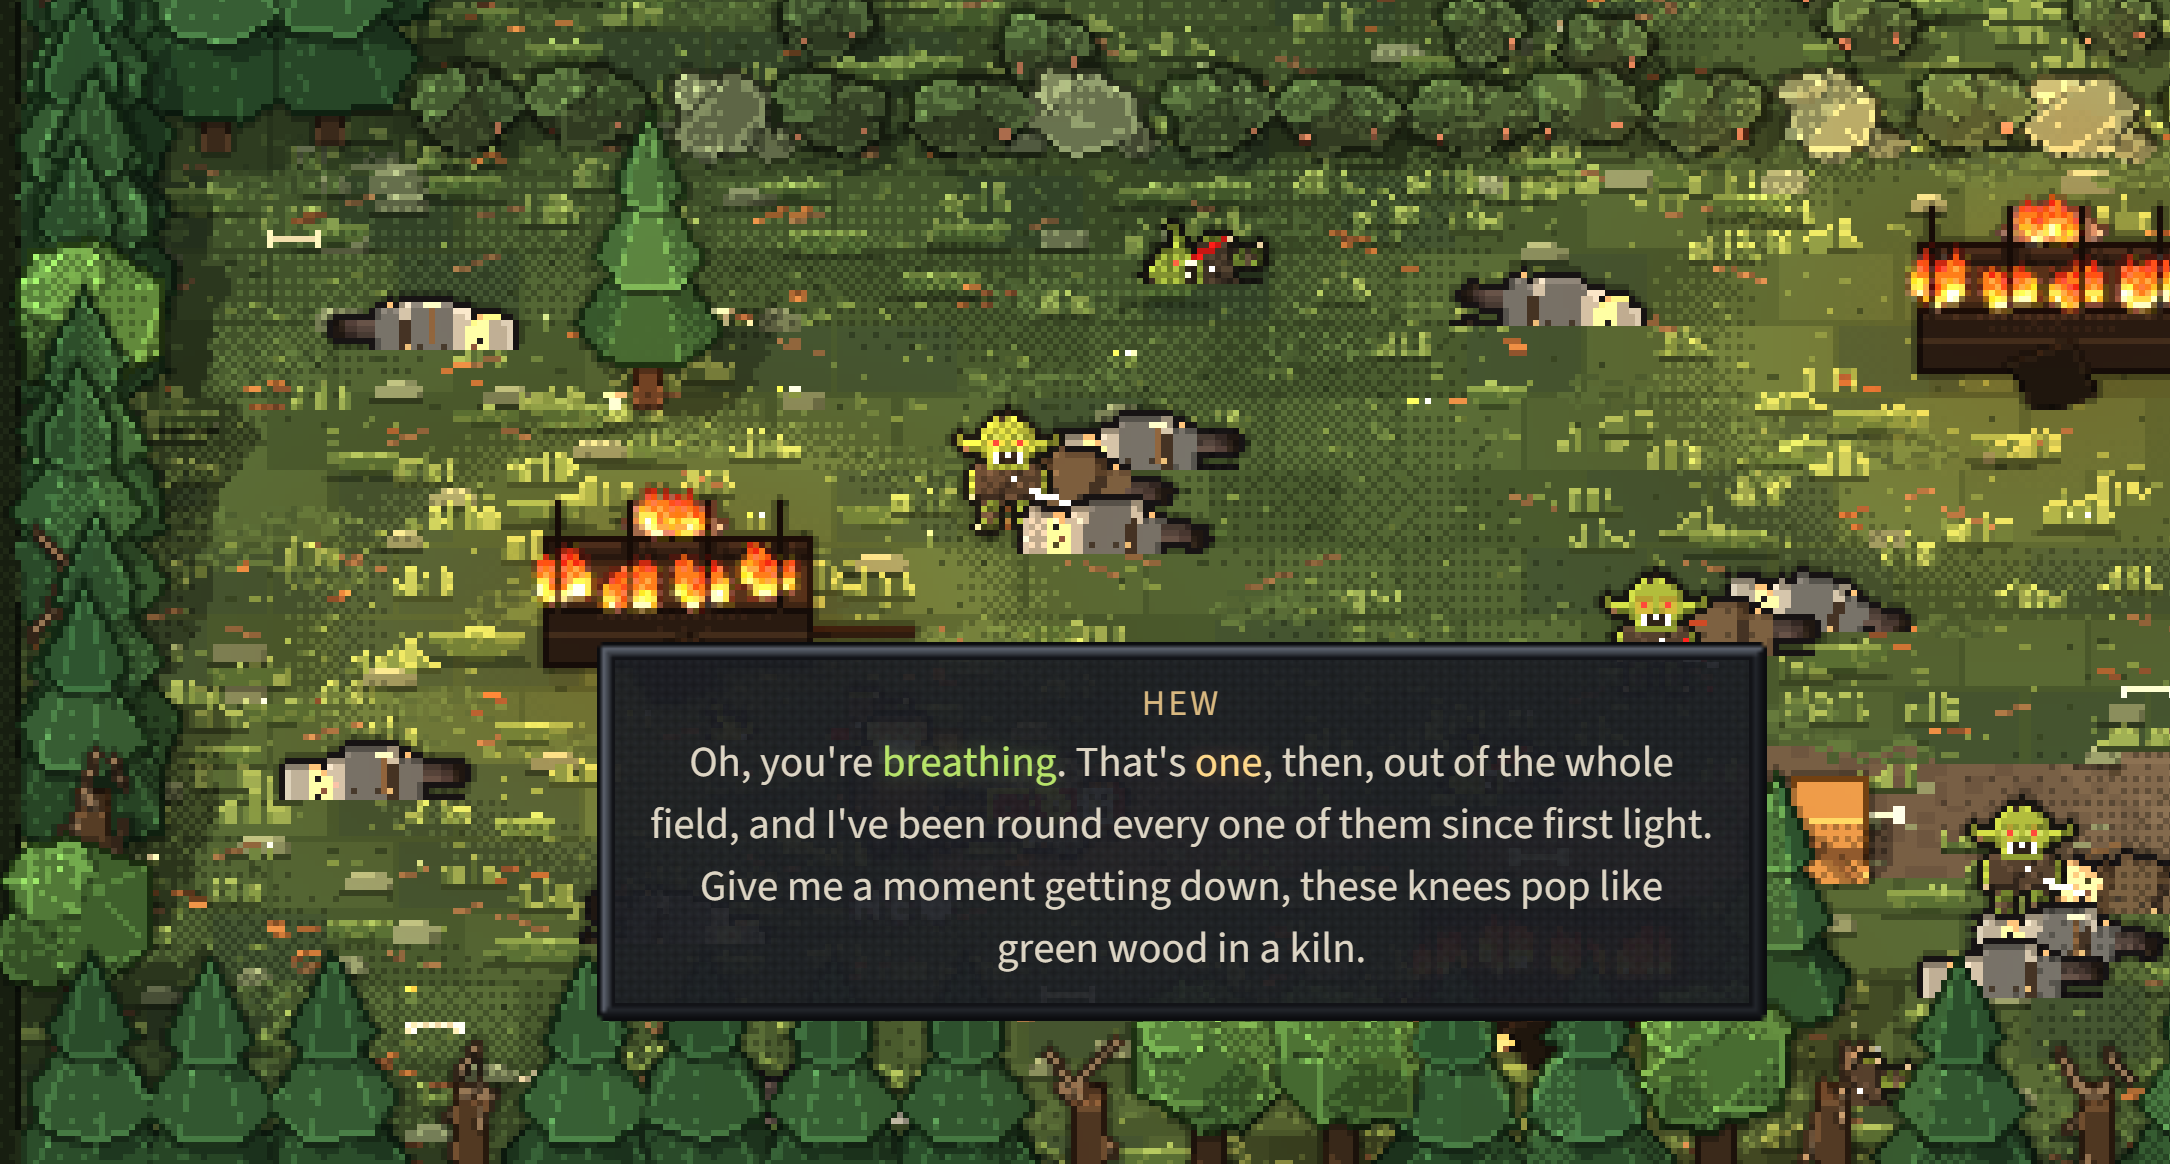 HEW
Oh, you're breathing. That's one, then, out of the whole
field, and I've been round every one of them since first light.
Give me a moment getting down, these knees pop like
green wood in a kiln.